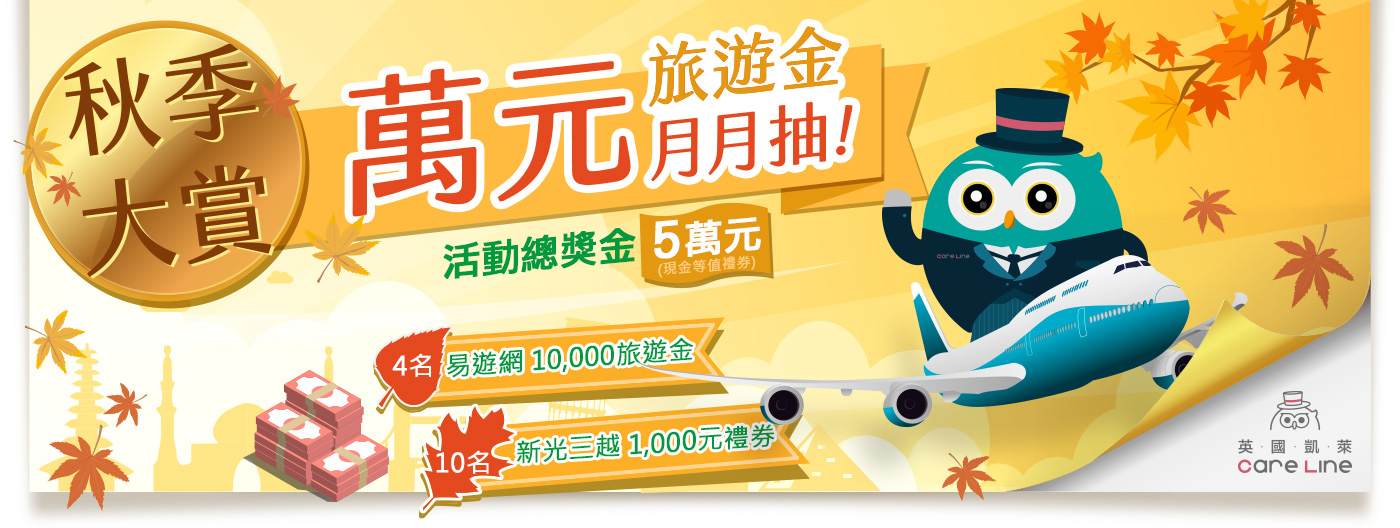 秋季
大賞
萬元
旅遊金
月月抽!
活動總獎金 5萬元
(現金等值禮券)
4名 易遊網 10,000旅遊金
10名 新光三越 1,000元禮券
care Line
英·國·凱·萊
care Line